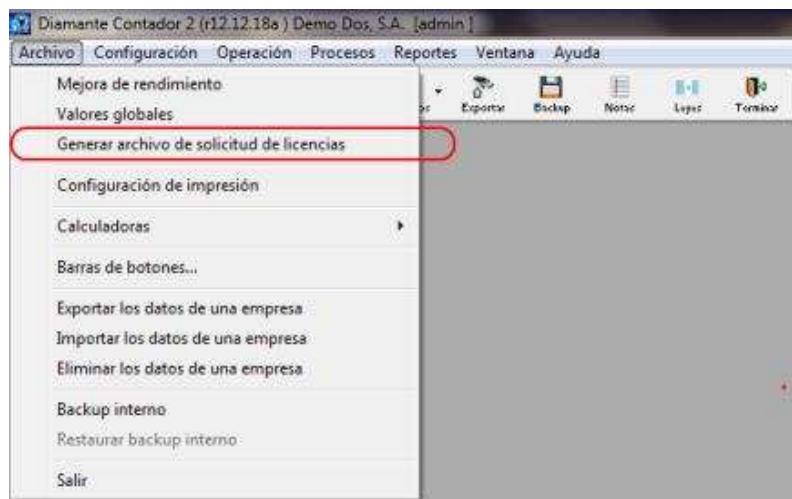 Diamante Contador 2 (r12.12.18a ) Demo Dos, S.A. [admin ]
Archivo Configuración Operación Procesos Reportes Ventana Ayuda
Exportar Backup Notas Layas Terminar
Mejora de rendimiento
Valores globales
Generar archivo de solicitud de licencias
Configuración de impresión
Calculadoras
Barras de botones...
Exportar los datos de una empresa
Importar los datos de una empresa
Eliminar los datos de una empresa
Backup interno
Restaurar backup interno
Salir